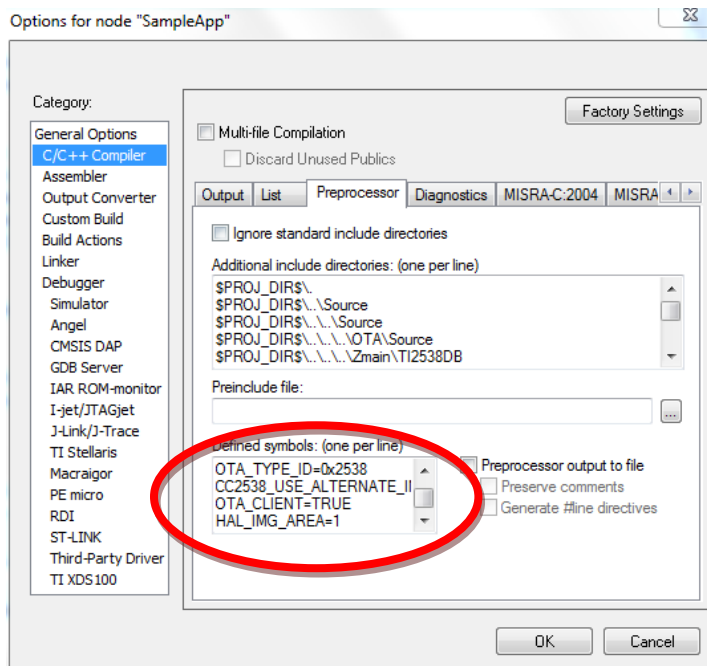 Options for node "SampleApp"
Category:
Factory Settings
General Options
C/C++ Compiler
Assembler
Output Converter
Custom Build
Build Actions
Linker
Debugger
Simulator
Angel
CMSIS DAP
GDB Server
IAR ROM-monitor
I-jet/JTAGjet
J-Link/J-Trace
TI Stellaris
Macraigor
PE micro
RDI
ST-LINK
Third-Party Driver
TI XDS100
Multi-file Compilation
Discard Unused Publics
Output List Preprocessor Diagnostics MISRA-C:2004 MISRA
Ignore standard include directories
Additional include directories: (one per line)
$PROJ_DIR$\.
$PROJ_DIR$\..\Source
$PROJ_DIR$\..\..\Source
$PROJ_DIR$\..\..\..\OTA\Source
$PROJ_DIR$\..\..\..\Zmain\TI2538DB
Preinclude file:
...
Defined symbols: (one per line)
OTA_TYPE_ID=0x2538
CC2538_USE_ALTERNATE_I
OTA_CLIENT=TRUE
HAL_IMG_AREA=1
Preprocessor output to file
Preserve comments
Generate #line directives
OK Cancel